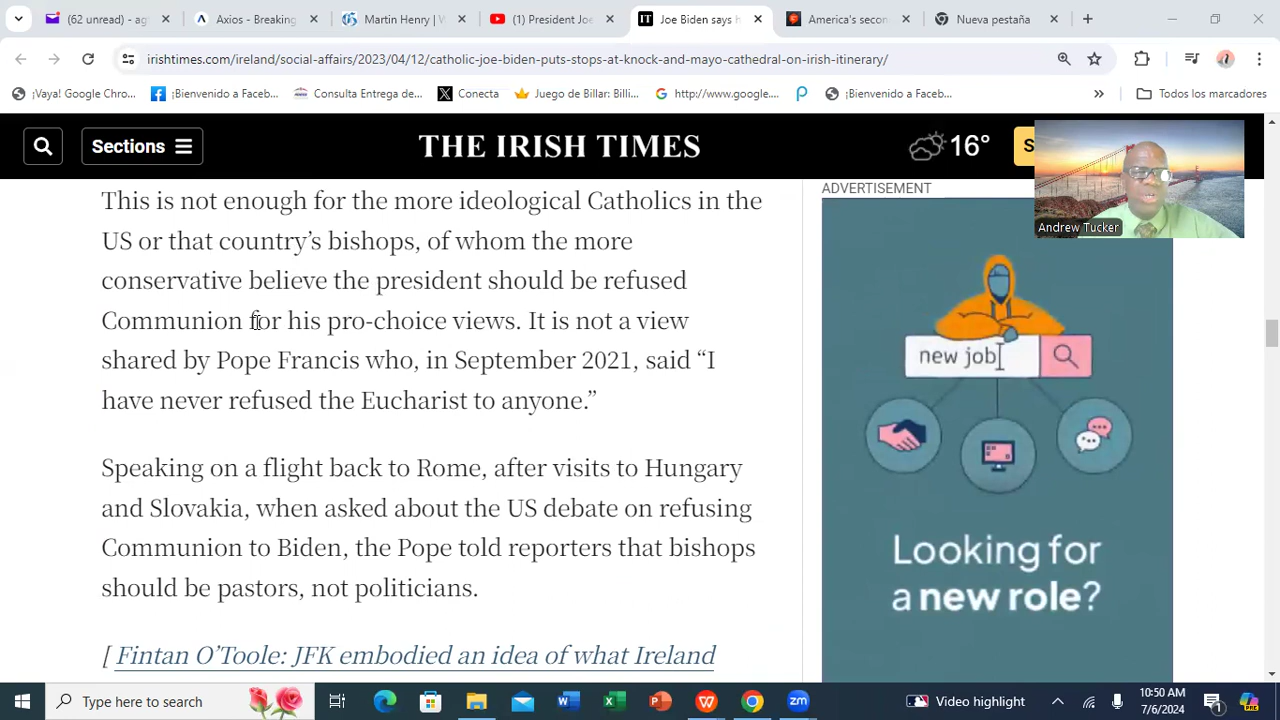 (62 unread) - ag
Axios - Breaking
Martin Henry | V
(1) President Joe
Joe Biden says h
America's secon
Nueva pestaña
irishtimes.com/ireland/social-affairs/2023/04/12/catholic-joe-biden-puts-stops-at-knock-and-mayo-cathedral-on-irish-itinerary/
¡Vaya! Google Chro...
¡Bienvenido a Faceb...
Consulta Entrega de...
Conecta
Juego de Billar: Billi...
http://www.google....
¡Bienvenido a Faceb...
Todos los marcadores
Sections
THE IRISH TIMES
16°
S
Andrew Tucker
ADVERTISEMENT
This is not enough for the more ideological Catholics in the
US or that country's bishops, of whom the more
conservative believe the president should be refused
Communion for his pro-choice views. It is not a view
shared by Pope Francis who, in September 2021, said “I
have never refused the Eucharist to anyone.”
Speaking on a flight back to Rome, after visits to Hungary
and Slovakia, when asked about the US debate on refusing
Communion to Biden, the Pope told reporters that bishops
should be pastors, not politicians.
[ Fintan O'Toole: JFK embodied an idea of what Ireland
new job
Looking for
a new role?
Type here to search
Video highlight
10:50 AM
7/6/2024